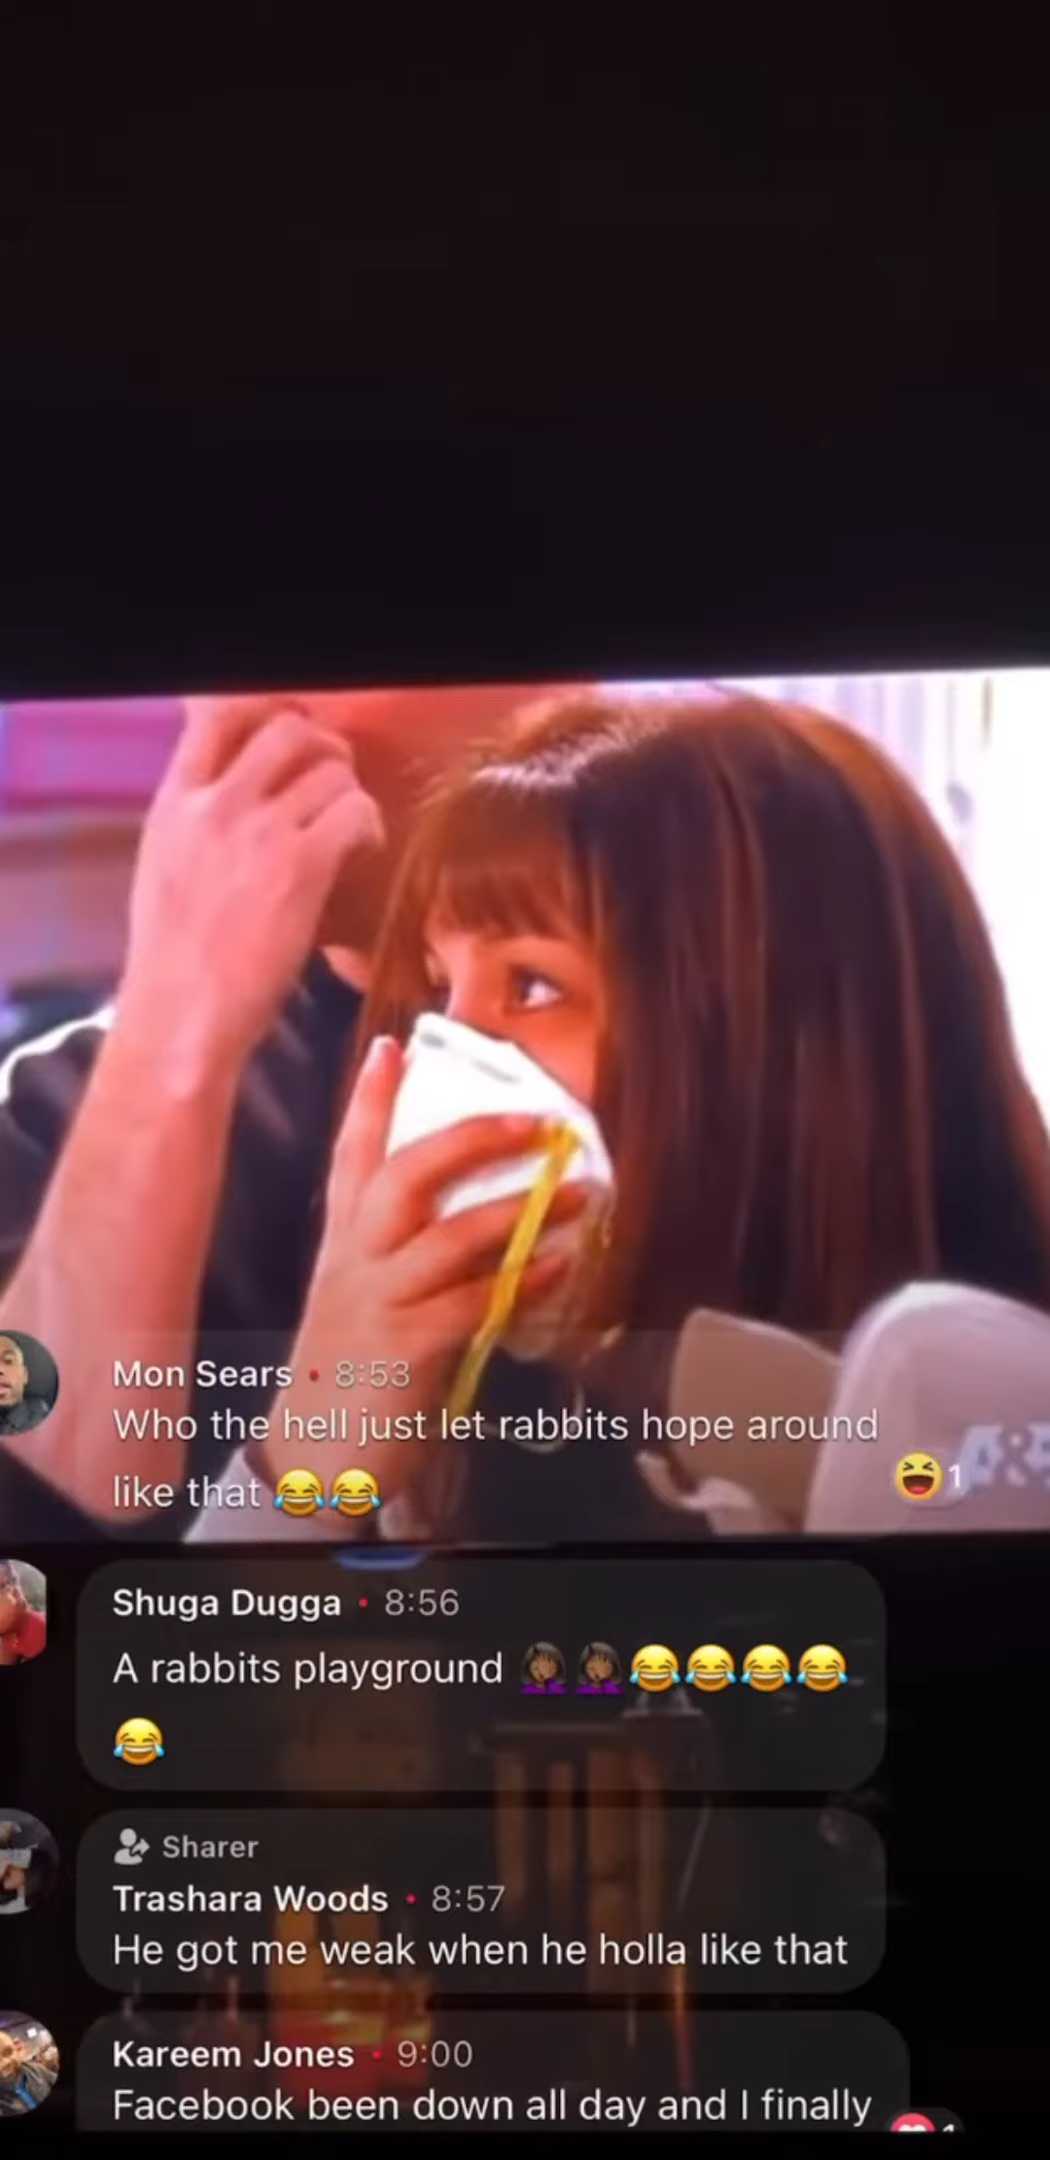 Mon Sears • 8:53
Who the hell just let rabbits hope around
like that 😂😂
😆 1
A&E
Shuga Dugga • 8:56
A rabbits playground 🤦🏾‍♀️🤦🏾‍♀️😂😂😂😂
😂
Sharer
Trashara Woods • 8:57
He got me weak when he holla like that
Kareem Jones • 9:00
Facebook been down all day and I finally
1